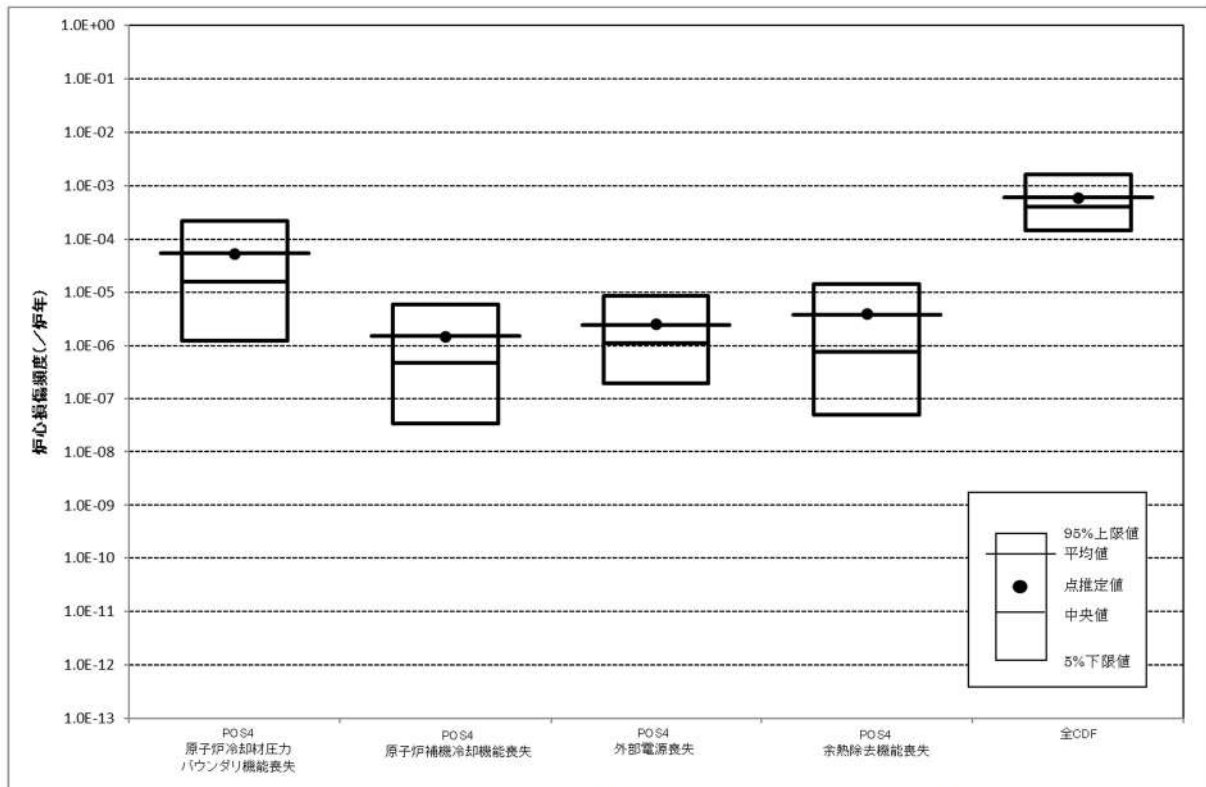 炉心損傷頻度(／炉年)
1.0E+00
1.0E-01
1.0E-02
1.0E-03
1.0E-04
1.0E-05
1.0E-06
1.0E-07
1.0E-08
1.0E-09
1.0E-10
1.0E-11
1.0E-12
1.0E-13
95%上限値
平均値
点推定値
中央値
5%下限値
POS4
原子炉冷却材圧力
バウンダリ機能喪失
POS4
原子炉補機冷却機能喪失
POS4
外部電源喪失
POS4
余熱除去機能喪失
全CDF